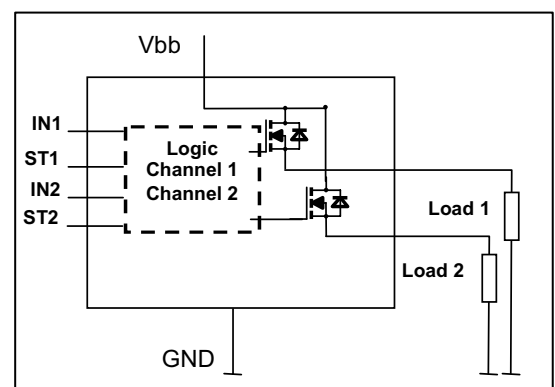 Vbb
IN1
ST1
IN2
ST2
Logic
Channel 1
Channel 2
Load 1
Load 2
GND